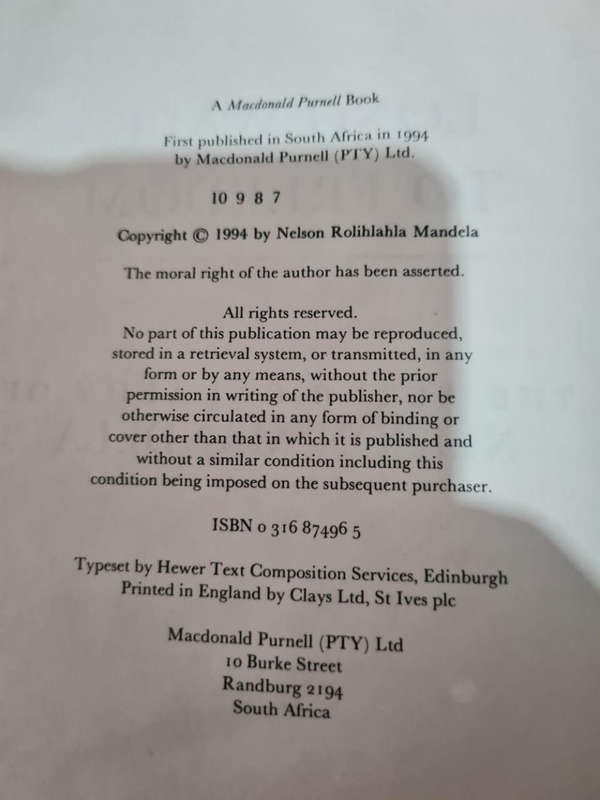 A Macdonald Purnell Book
First published in South Africa in 1994
by Macdonald Purnell (PTY) Ltd.
10 9 8 7
Copyright © 1994 by Nelson Rolihlahla Mandela
The moral right of the author has been asserted.
All rights reserved.
No part of this publication may be reproduced,
stored in a retrieval system, or transmitted, in any
form or by any means, without the prior
permission in writing of the publisher, nor be
otherwise circulated in any form of binding or
cover other than that in which it is published and
without a similar condition including this
condition being imposed on the subsequent purchaser.
ISBN 0 316 87496 5
Typeset by Hewer Text Composition Services, Edinburgh
Printed in England by Clays Ltd, St Ives plc
Macdonald Purnell (PTY) Ltd
10 Burke Street
Randburg 2194
South Africa